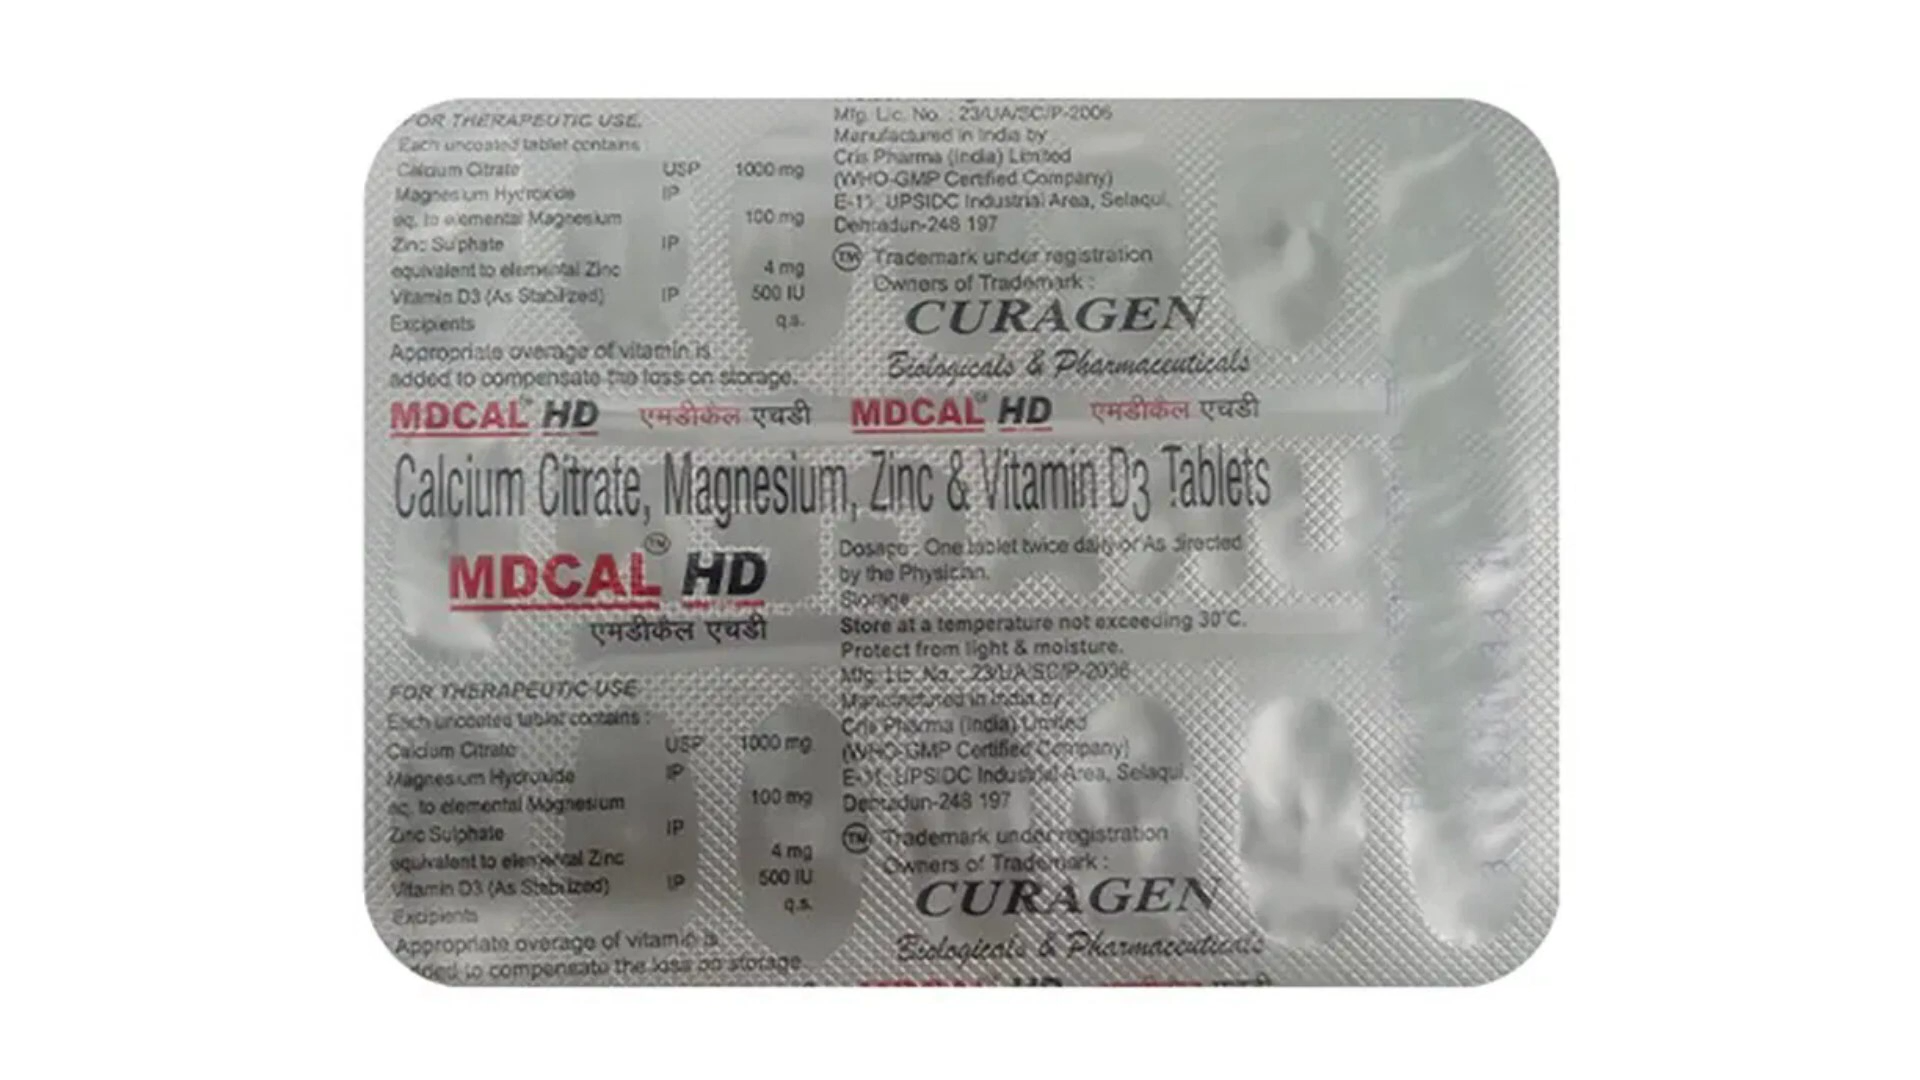 FOR THERAPEUTIC USE.
Each uncoated tablet contains :
Calcium Citrate USP 1000 mg
Magnesium Hydroxide IP
eq. to elemental Magnesium 100 mg
Zinc Sulphate IP
equivalent to elemental Zinc 4 mg
Vitamin D3 (As Stabilized) IP 500 IU
Excipients q.s.
Appropriate overage of vitamin is
added to compensate the loss on storage.
Mfg. Lic. No. : 23/UA/SC/P-2006
Manufactured in India by
Cris Pharma (India) Limited
(WHO-GMP Certified Company)
E-11, UPSIDC Industrial Area, Selaqui,
Dehradun-248 197
TM Trademark under registration
Owners of Trademark :
CURAGEN
Biologicals & Pharmaceuticals
MDCAL™ HD एमडीकैल एचडी MDCAL™ HD एमडीकैल एचडी
Calcium Citrate, Magnesium, Zinc & Vitamin D3 Tablets
MDCAL™ HD
एमडीकैल एचडी
Dosage : One tablet twice daily or As directed
by the Physician.
Storage
Store at a temperature not exceeding 30°C.
Protect from light & moisture.
Mfg. Lic. No. : 23/UA/SC/P-2006
Manufactured in India by
Cris Pharma (India) Limited
(WHO-GMP Certified Company)
E-11, UPSIDC Industrial Area, Selaqui,
Dehradun-248 197
TM Trademark under registration
Owners of Trademark :
CURAGEN
Biologicals & Pharmaceuticals
FOR THERAPEUTIC USE
Each uncoated tablet contains :
Calcium Citrate USP 1000 mg
Magnesium Hydroxide IP
eq. to elemental Magnesium 100 mg
Zinc Sulphate IP
equivalent to elemental Zinc 4 mg
Vitamin D3 (As Stabilized) IP 500 IU
Excipients q.s.
Appropriate overage of vitamin is
added to compensate the loss on storage
MDCAL HD